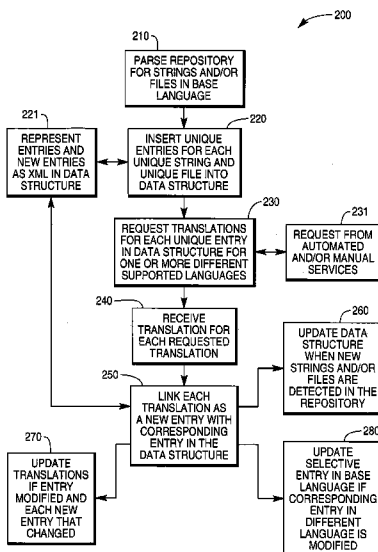 200
210
PARSE REPOSITORY
FOR STRINGS AND/OR
FILES IN BASE
LANGUAGE
221
REPRESENT
ENTRIES AND
NEW ENTRIES
AS XML IN DATA
STRUCTURE
220
INSERT UNIQUE
ENTRIES FOR EACH
UNIQUE STRING AND
UNIQUE FILE INTO
DATA STRUCTURE
230
REQUEST TRANSLATIONS
FOR EACH UNIQUE ENTRY
IN DATA STRUCTURE FOR
ONE OR MORE DIFFERENT
SUPPORTED LANGUAGES
231
REQUEST FROM
AUTOMATED
AND/OR MANUAL
SERVICES
240
RECEIVE
TRANSLATION FOR
EACH REQUESTED
TRANSLATION
250
LINK EACH
TRANSLATION AS
A NEW ENTRY WITH
CORRESPONDING
ENTRY IN THE
DATA STRUCTURE
260
UPDATE DATA
STRUCTURE
WHEN NEW
STRINGS AND/OR
FILES ARE
DETECTED IN THE
REPOSITORY
270
UPDATE
TRANSLATIONS
IF ENTRY
MODIFIED AND
EACH NEW
ENTRY THAT
CHANGED
280
UPDATE
SELECTIVE
ENTRY IN BASE
LANGUAGE IF
CORRESPONDING
ENTRY IN
DIFFERENT
LANGUAGE IS
MODIFIED